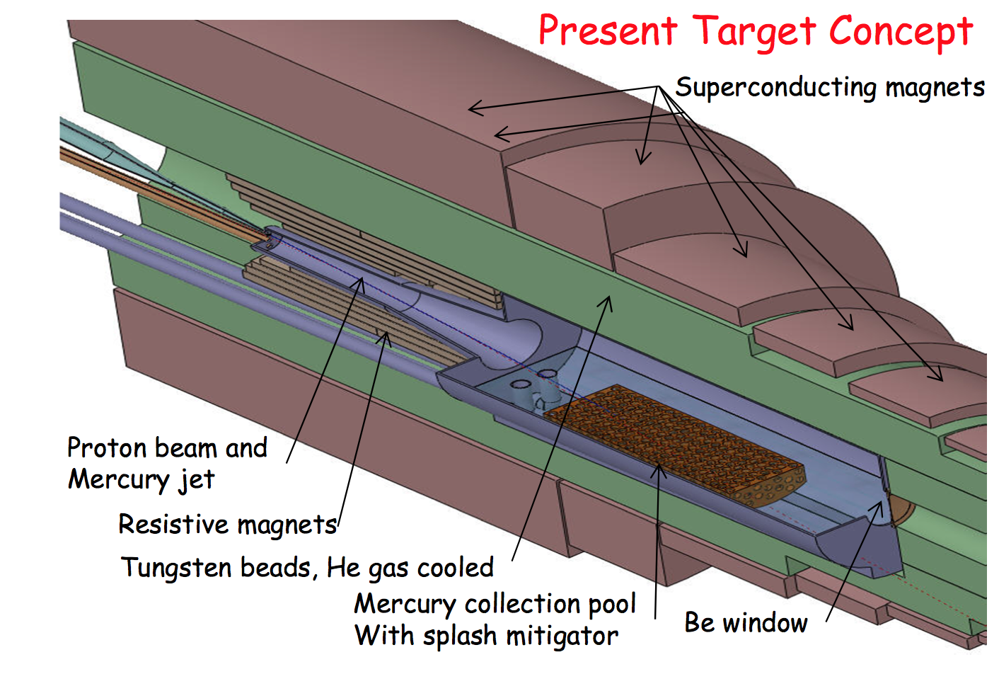 Present Target Concept
Superconducting magnets
Proton beam and
Mercury jet
Resistive magnets
Tungsten beads, He gas cooled
Mercury collection pool
With splash mitigator
Be window